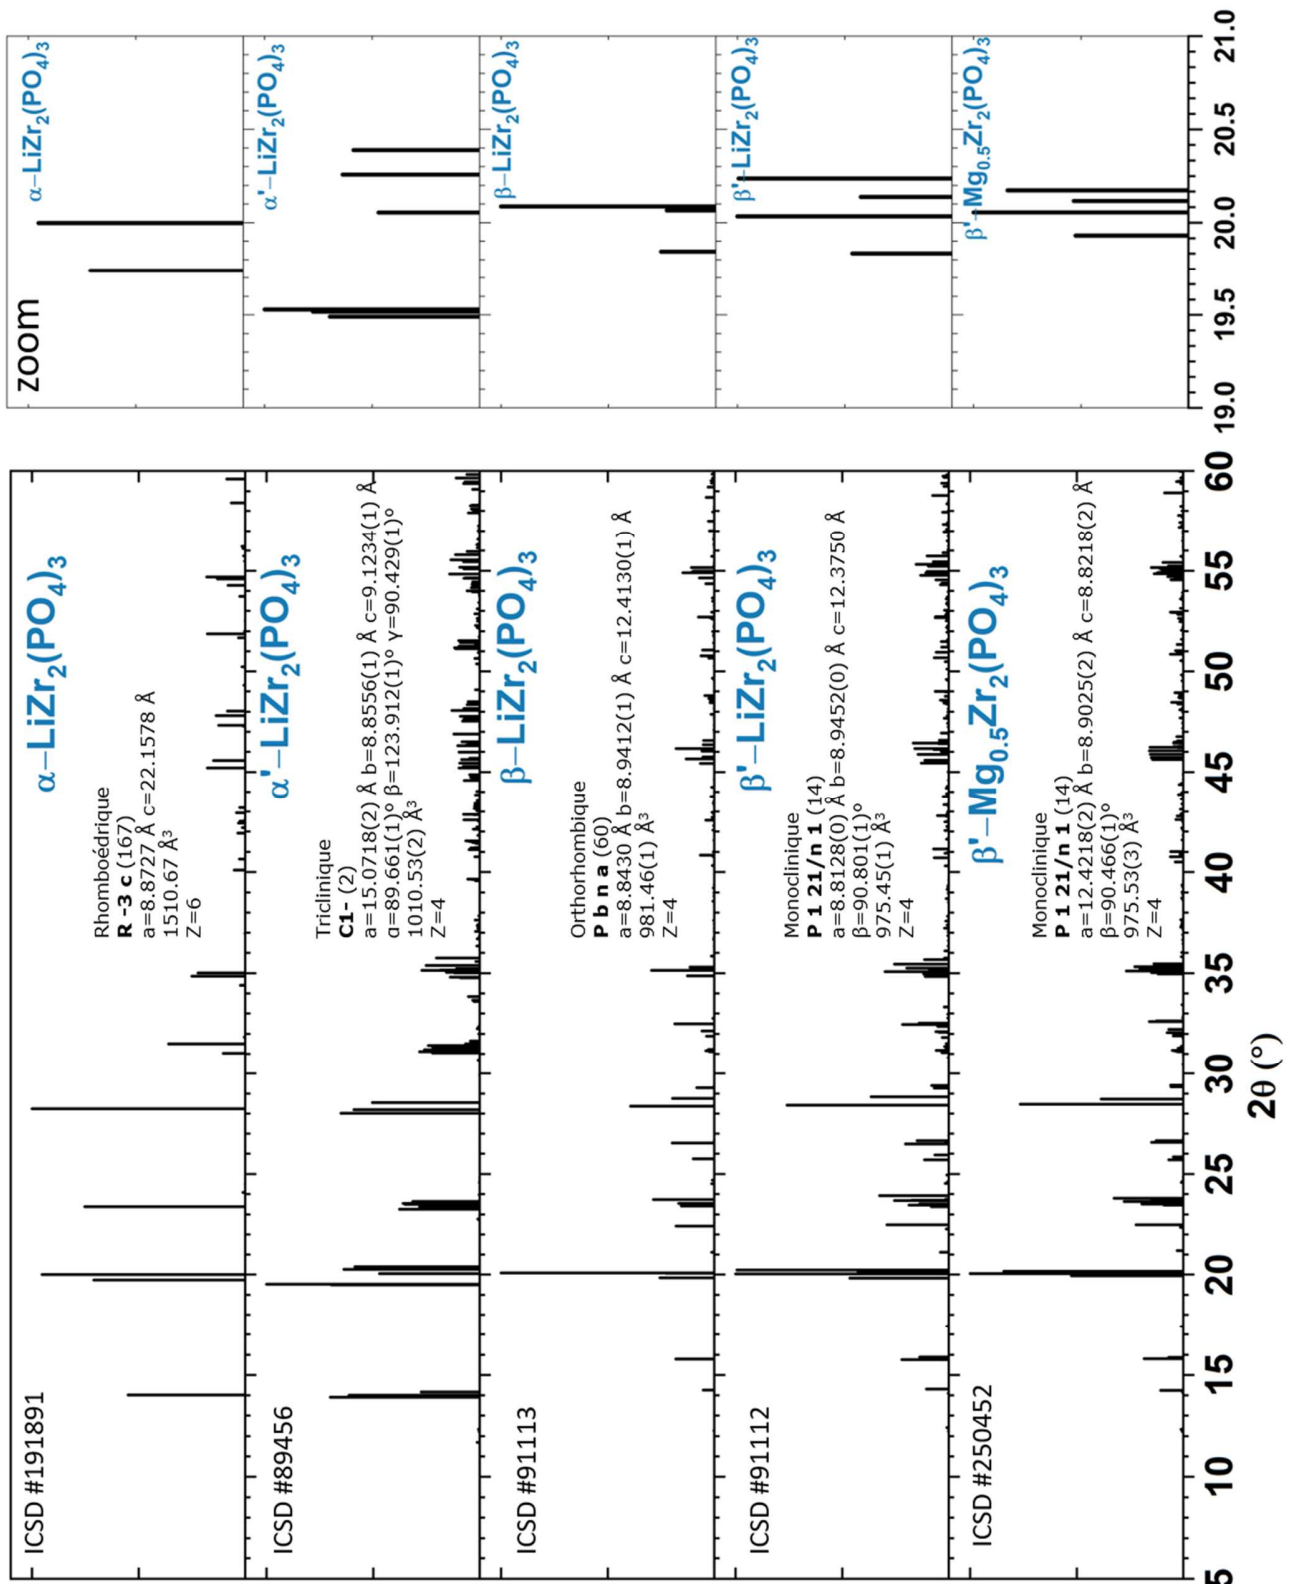 ICSD #191891
α−LiZr2(PO4)3
Rhomboédrique
R -3 c (167)
a=8.8727 Å c=22.1578 Å
1510.67 Å³
Z=6
zoom
α−LiZr2(PO4)3
ICSD #89456
α'−LiZr2(PO4)3
Triclinique
C1- (2)
a=15.0718(2) Å b=8.8556(1) Å c=9.1234(1) Å
α=89.661(1)° β=123.912(1)° γ=90.429(1)°
1010.53(2) Å³
Z=4
α'−LiZr2(PO4)3
ICSD #91113
β−LiZr2(PO4)3
Orthorhombique
P b n a (60)
a=8.8430 Å b=8.9412(1) Å c=12.4130(1) Å
981.46(1) Å³
Z=4
β−LiZr2(PO4)3
ICSD #91112
β'−LiZr2(PO4)3
Monoclinique
P 1 21/n 1 (14)
a=8.8128(0) Å b=8.9452(0) Å c=12.3750 Å
β=90.801(1)°
975.45(1) Å³
Z=4
β'−LiZr2(PO4)3
ICSD #250452
β'−Mg0.5Zr2(PO4)3
Monoclinique
P 1 21/n 1 (14)
a=12.4218(2) Å b=8.9025(2) Å c=8.8218(2) Å
β=90.466(1)°
975.53(3) Å³
Z=4
β'−Mg0.5Zr2(PO4)3
5 10 15 20 25 30 35 40 45 50 55 60
19.0 19.5 20.0 20.5 21.0
2θ (°)